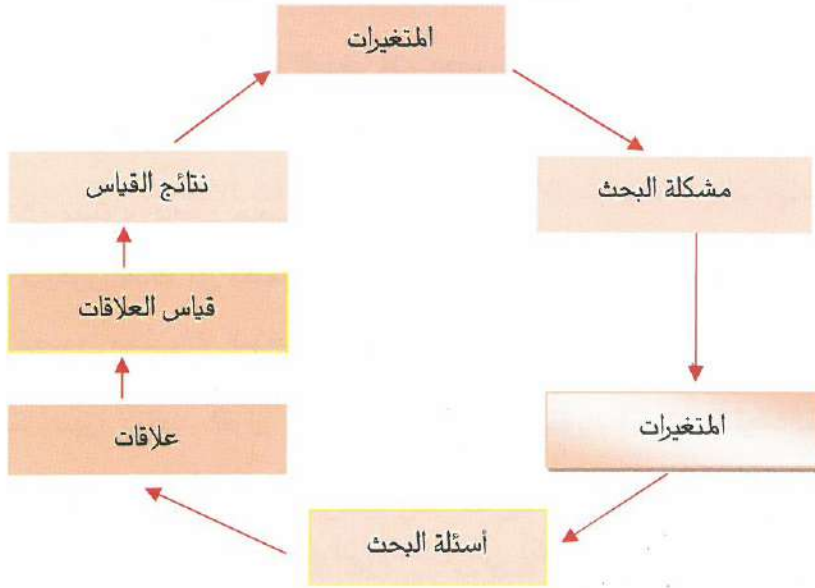 المتغيرات
مشكلة البحث
المتغيرات
أسئلة البحث
علاقات
قياس العلاقات
نتائج القياس